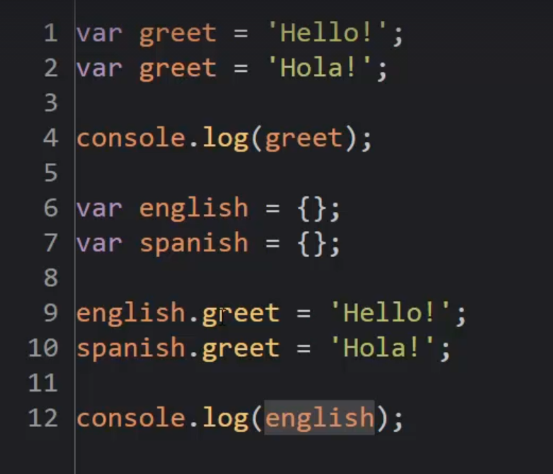 1 var greet = 'Hello!';
2 var greet = 'Hola!';
3
4 console.log(greet);
5
6 var english = {};
7 var spanish = {};
8
9 english.greet = 'Hello!';
10 spanish.greet = 'Hola!';
11
12 console.log(english);